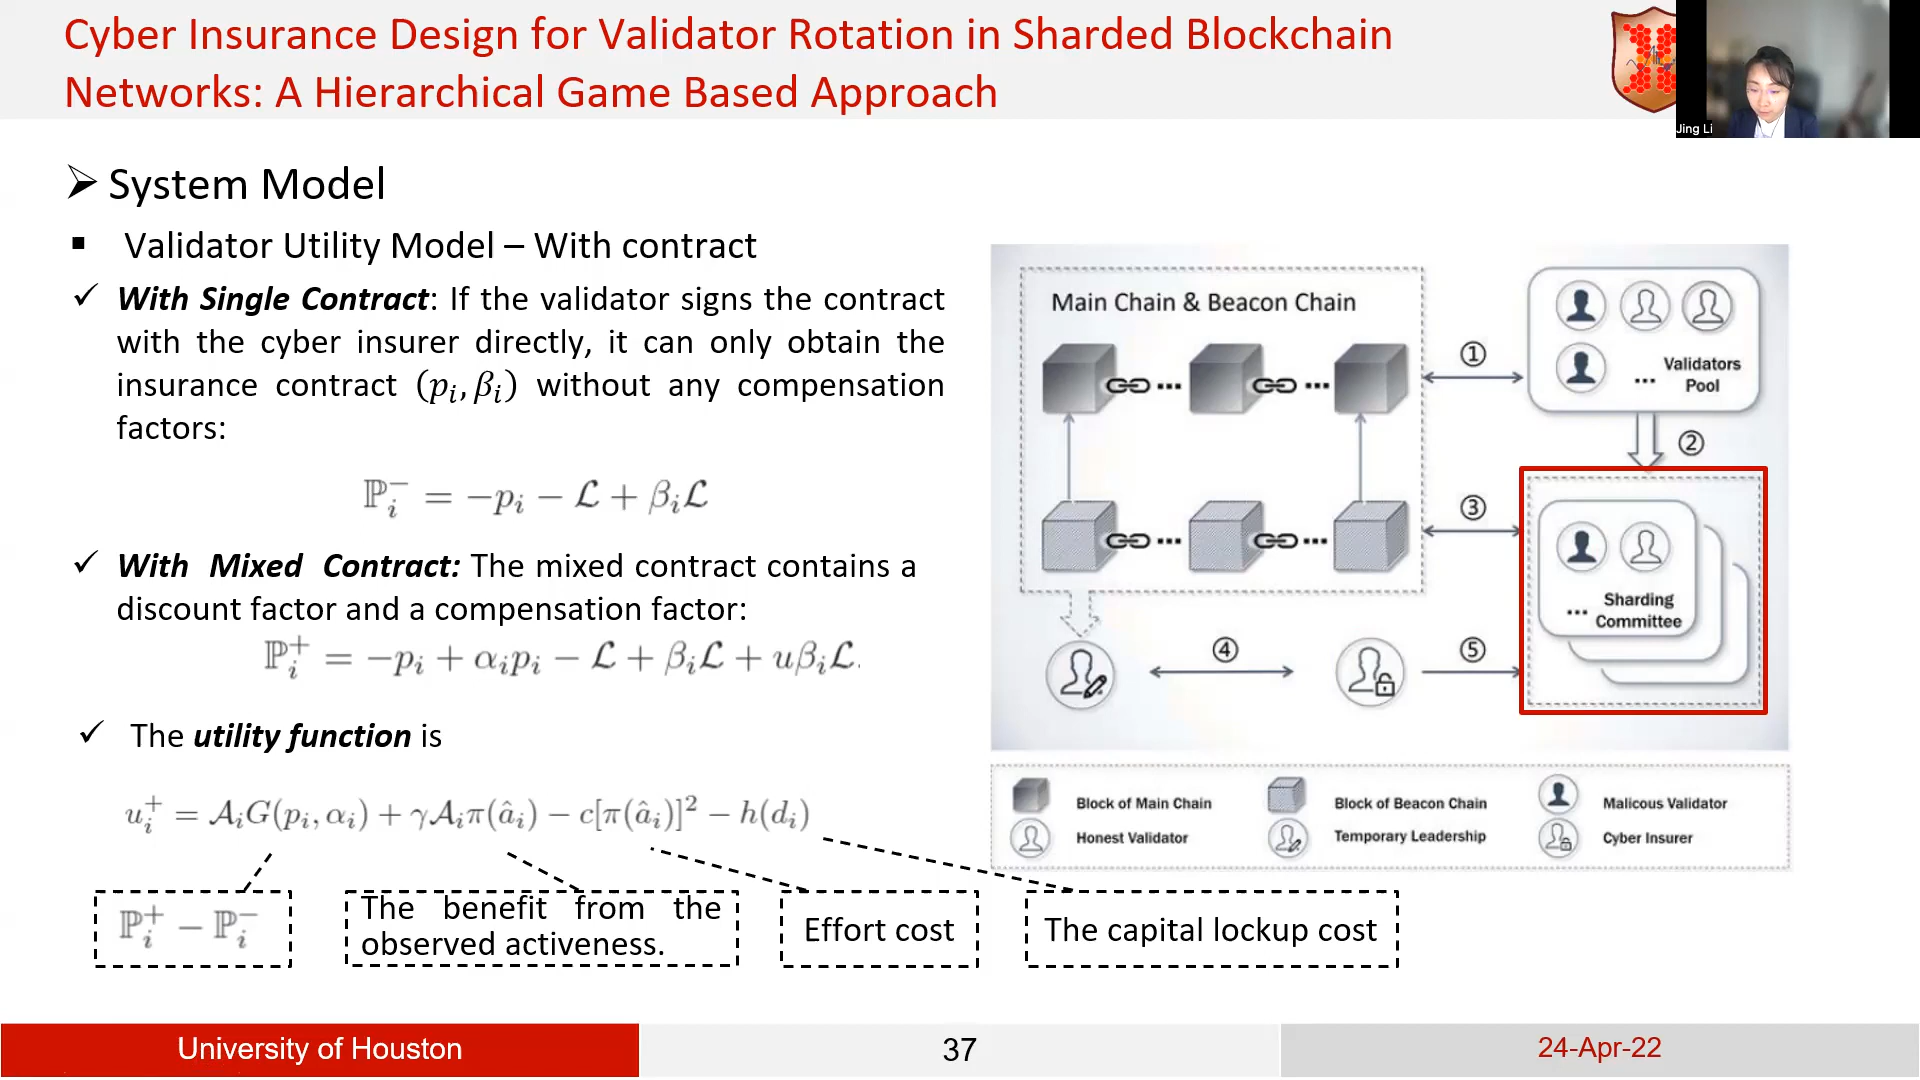 Cyber Insurance Design for Validator Rotation in Sharded Blockchain
Networks: A Hierarchical Game Based Approach
Jing Li
➢ System Model
▪ Validator Utility Model – With contract
✓ With Single Contract: If the validator signs the contract
with the cyber insurer directly, it can only obtain the
insurance contract (pᵢ, βᵢ) without any compensation
factors:
ℙᵢ⁻ = −pᵢ − ℒ + βᵢℒ
✓ With Mixed Contract: The mixed contract contains a
discount factor and a compensation factor:
ℙᵢ⁺ = −pᵢ + αᵢpᵢ − ℒ + βᵢℒ + uβᵢℒ.
✓ The utility function is
uᵢ⁺ = 𝒜ᵢG(pᵢ, αᵢ) + γ𝒜ᵢπ(âᵢ) − c[π(âᵢ)]² − h(dᵢ)
ℙᵢ⁺ − ℙᵢ⁻
The benefit from the
observed activeness.
Effort cost
The capital lockup cost
Main Chain & Beacon Chain
①
Validators
... Pool
②
③
Sharding
... Committee
④
⑤
Block of Main Chain
Block of Beacon Chain
Malicous Validator
Honest Validator
Temporary Leadership
Cyber Insurer
University of Houston
37
24-Apr-22